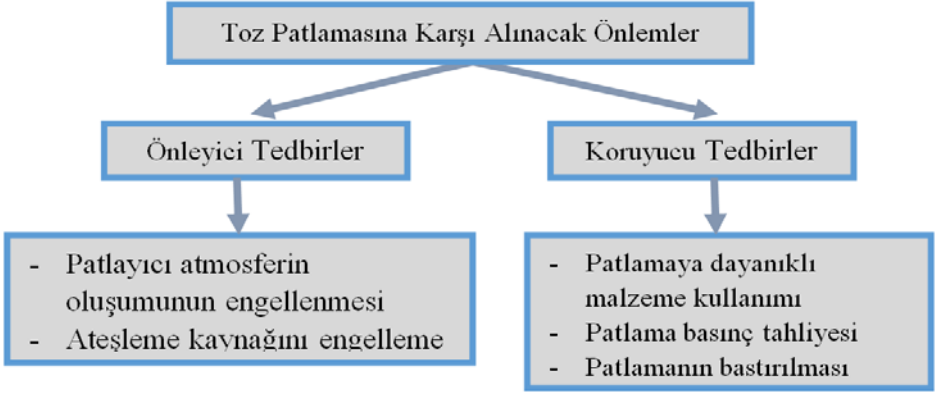 Toz Patlamasına Karşı Alınacak Önlemler
Önleyici Tedbirler
Koruyucu Tedbirler
- Patlayıcı atmosferin
oluşumunun engellenmesi
- Ateşleme kaynağını engelleme
- Patlamaya dayanıklı
malzeme kullanımı
- Patlama basınç tahliyesi
- Patlamanın bastırılması